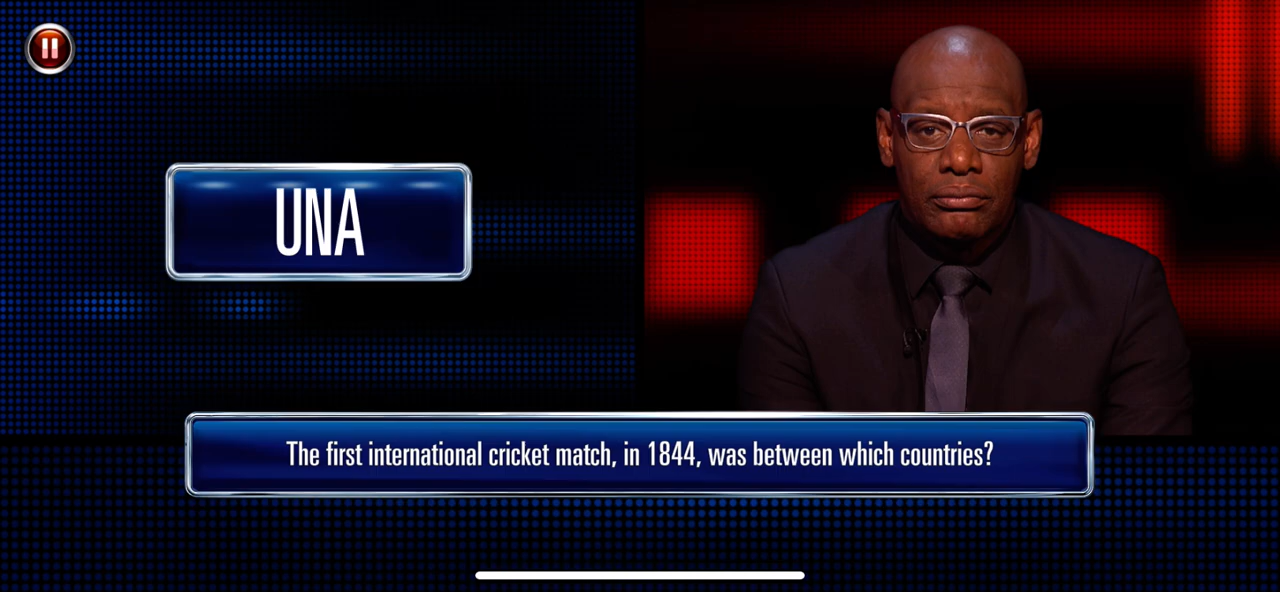 UNA
The first international cricket match, in 1844, was between which countries?